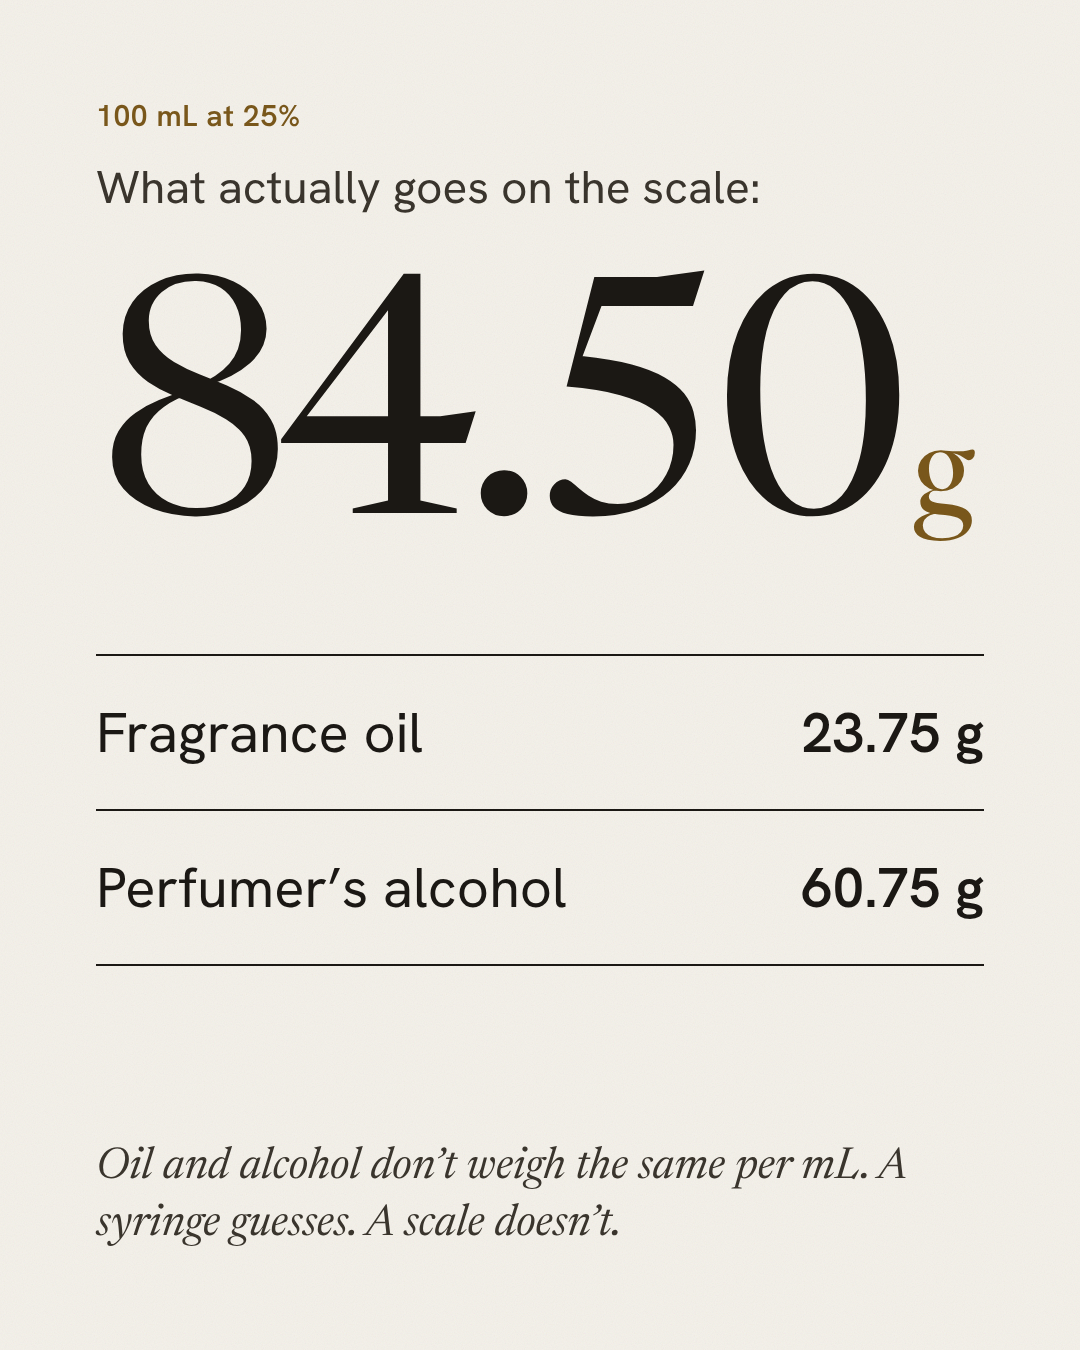 100 mL at 25%
What actually goes on the scale:
84.50 g
Fragrance oil 23.75 g
Perfumer’s alcohol 60.75 g
Oil and alcohol don’t weigh the same per mL. A
syringe guesses. A scale doesn’t.